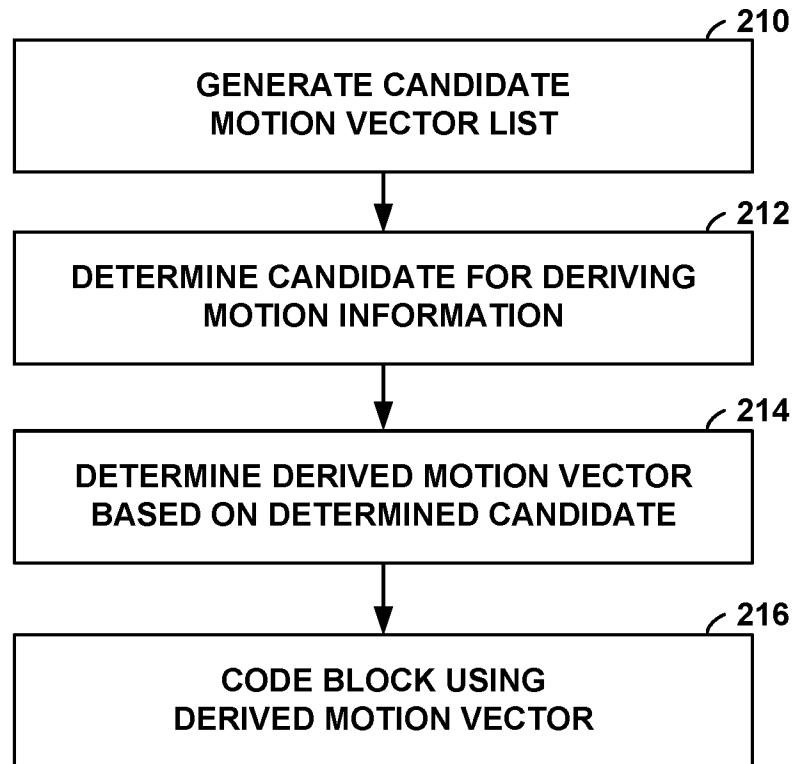 210
GENERATE CANDIDATE
MOTION VECTOR LIST
212
DETERMINE CANDIDATE FOR DERIVING
MOTION INFORMATION
214
DETERMINE DERIVED MOTION VECTOR
BASED ON DETERMINED CANDIDATE
216
CODE BLOCK USING
DERIVED MOTION VECTOR